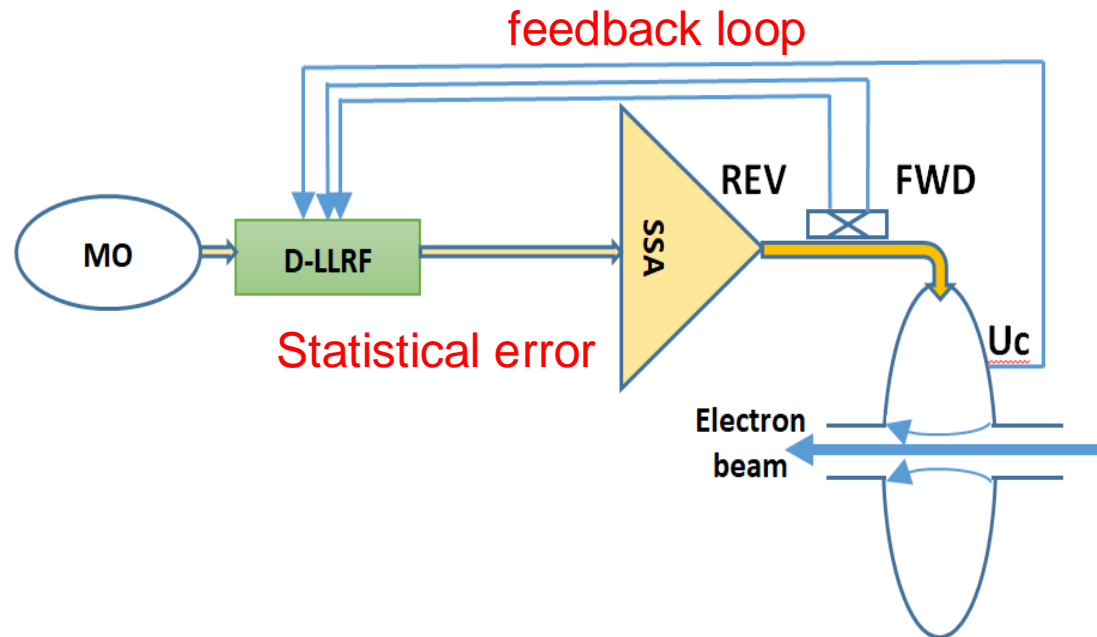 feedback loop
REV
FWD
MO
D-LLRF
SSA
Statistical error
Uc
Electron
beam